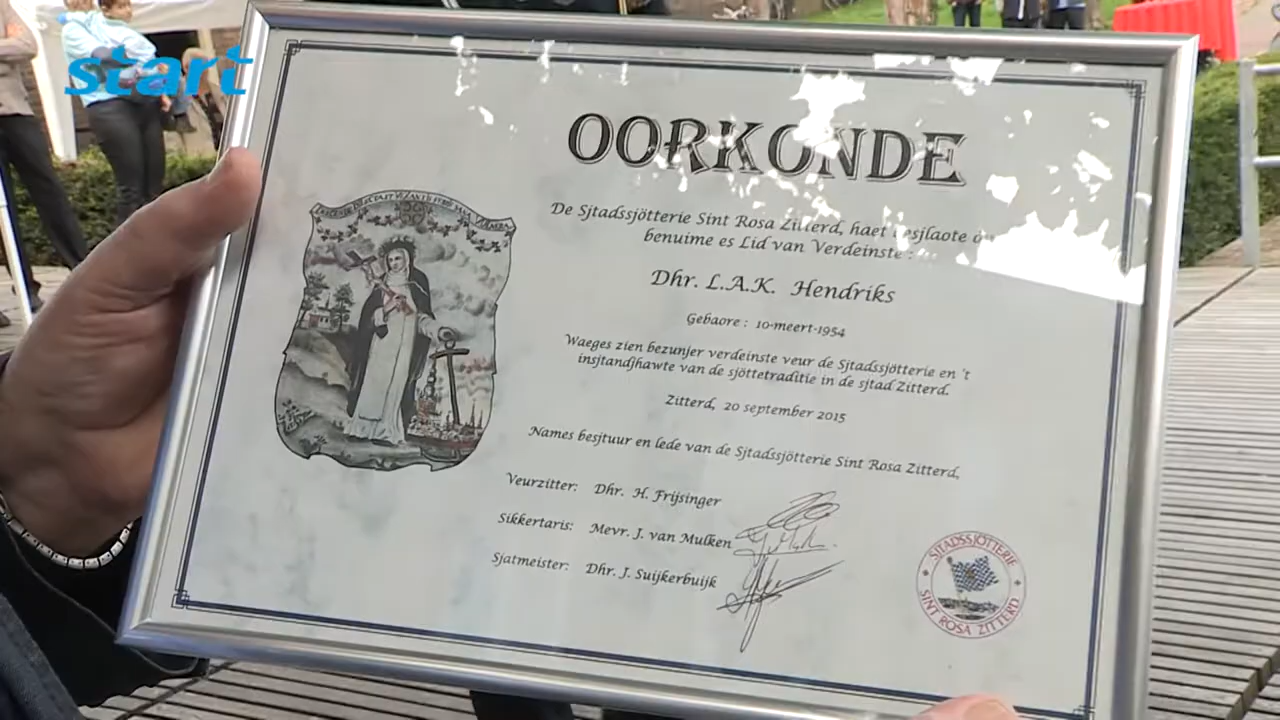 start
OORKONDE
De Sjtadssjötterie Sint Rosa Zitterd, haet
benuime es Lid van Verdeinste :
Dhr. L.A.K. Hendriks
Gebaore : 10-meert-1954
Waeges zien bezunjer verdeinste veur de Sjtadssjötterie en 't
insjtandjhawte van de sjöttetraditie in de sjtad Zitterd.
Zitterd, 20 september 2015
Names besjtuur en lede van de Sjtadssjötterie Sint Rosa Zitterd,
Veurzitter: Dhr. H. Frijsinger
Sikkertaris: Mevr. J. van Mulken
Sjatmeister: Dhr. J. Suijkerbuijk
SJTADSSJÖTTERIE
SINT ROSA ZITTERD